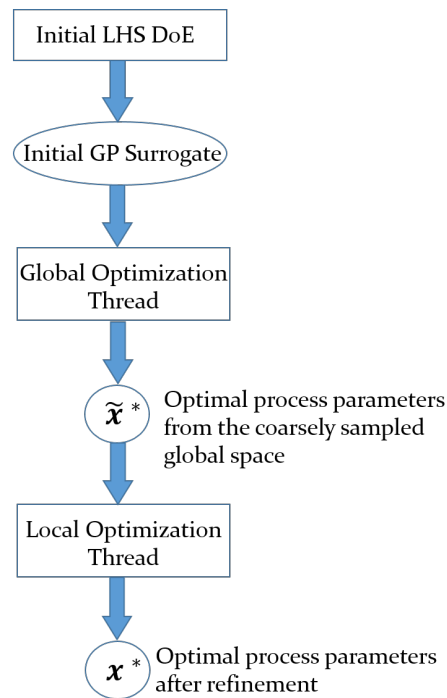 Initial LHS DoE
Initial GP Surrogate
Global Optimization
Thread
x̃ *
Optimal process parameters
from the coarsely sampled
global space
Local Optimization
Thread
x *
Optimal process parameters
after refinement